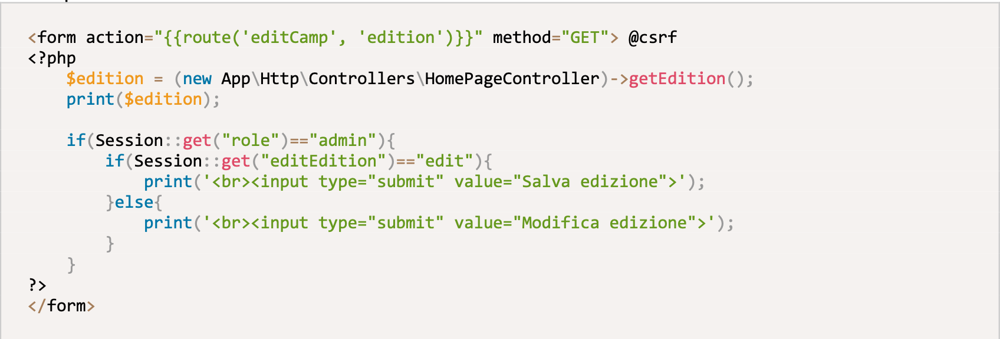 <form action="{{route('editCamp', 'edition')}}" method="GET"> @csrf
<?php
    $edition = (new App\Http\Controllers\HomePageController)->getEdition();
    print($edition);

    if(Session::get("role")=="admin"){
        if(Session::get("editEdition")=="edit"){
            print('<br><input type="submit" value="Salva edizione">');
        }else{
            print('<br><input type="submit" value="Modifica edizione">');
        }
    }
?>
</form>